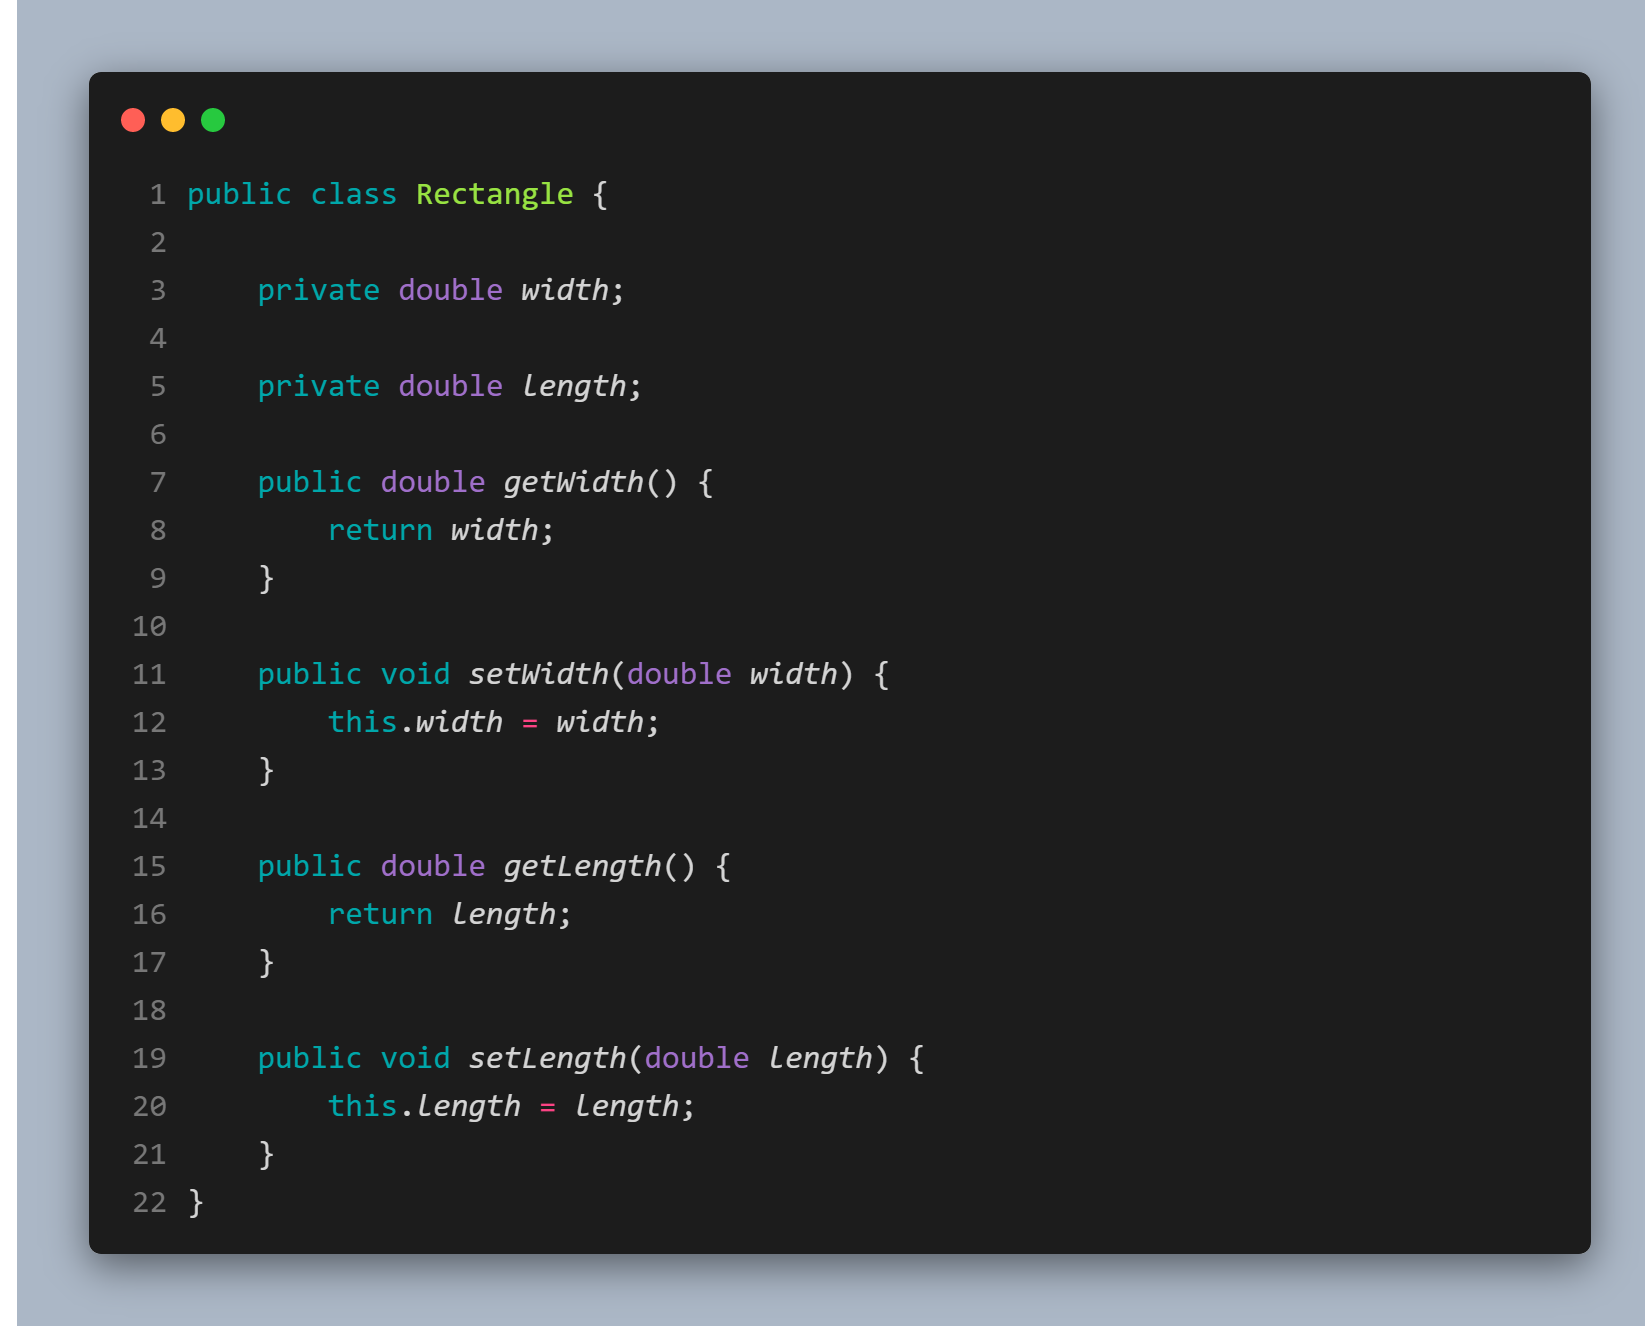 1 public class Rectangle {
2
3     private double width;
4
5     private double length;
6
7     public double getWidth() {
8         return width;
9     }
10
11     public void setWidth(double width) {
12         this.width = width;
13     }
14
15     public double getLength() {
16         return length;
17     }
18
19     public void setLength(double length) {
20         this.length = length;
21     }
22 }